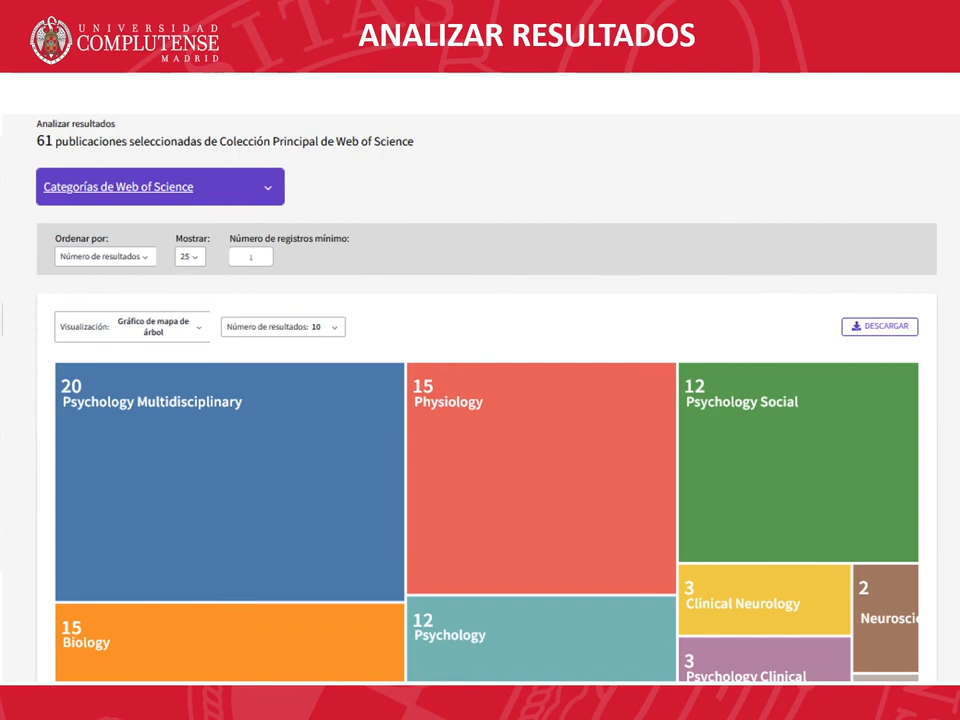 UNIVERSIDAD
COMPLUTENSE
MADRID
ANALIZAR RESULTADOS
Analizar resultados
61 publicaciones seleccionadas de Colección Principal de Web of Science
Categorías de Web of Science
Ordenar por:
Mostrar:
Número de registros mínimo:
Número de resultados
25
Visualización:
Gráfico de mapa de
árbol
Número de resultados: 10
DESCARGAR
20
Psychology Multidisciplinary
15
Physiology
12
Psychology Social
15
Biology
12
Psychology
3
Clinical Neurology
2
Neuroscie
3
Psychology Clinical